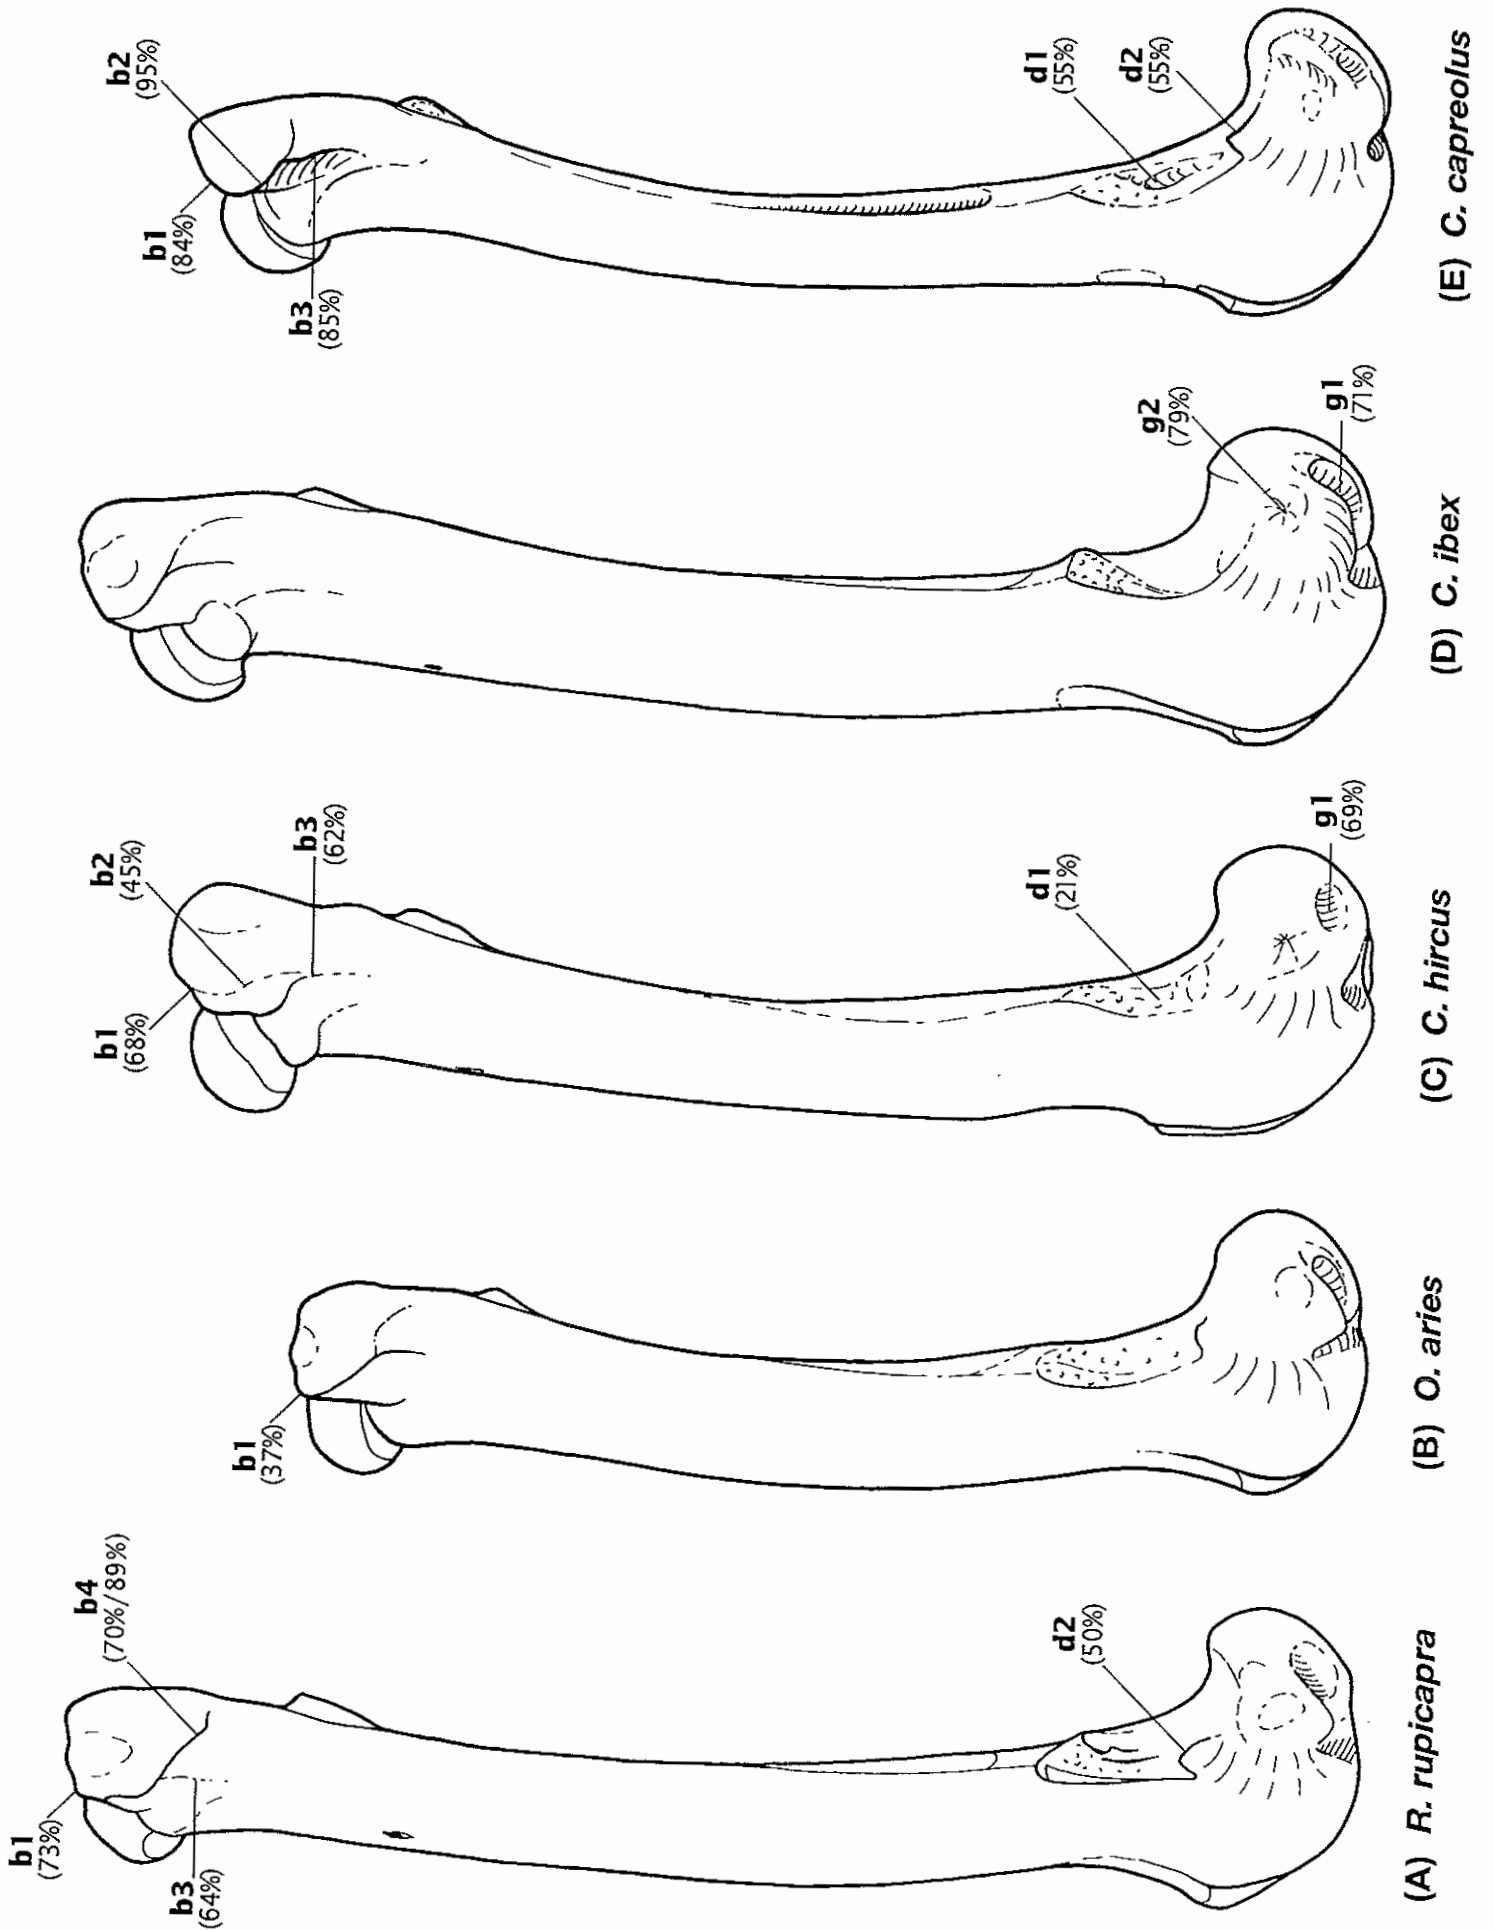 b1
(73%)
b4
(70%/89%)
b3
(64%)
d2
(50%)
(A) R. rupicapra
b1
(37%)
(B) O. aries
b1
(68%)
b2
(45%)
b3
(62%)
d1
(21%)
g1
(69%)
(C) C. hircus
g2
(79%)
g1
(71%)
(D) C. ibex
b1
(84%)
b2
(95%)
b3
(85%)
d1
(55%)
d2
(55%)
(E) C. capreolus